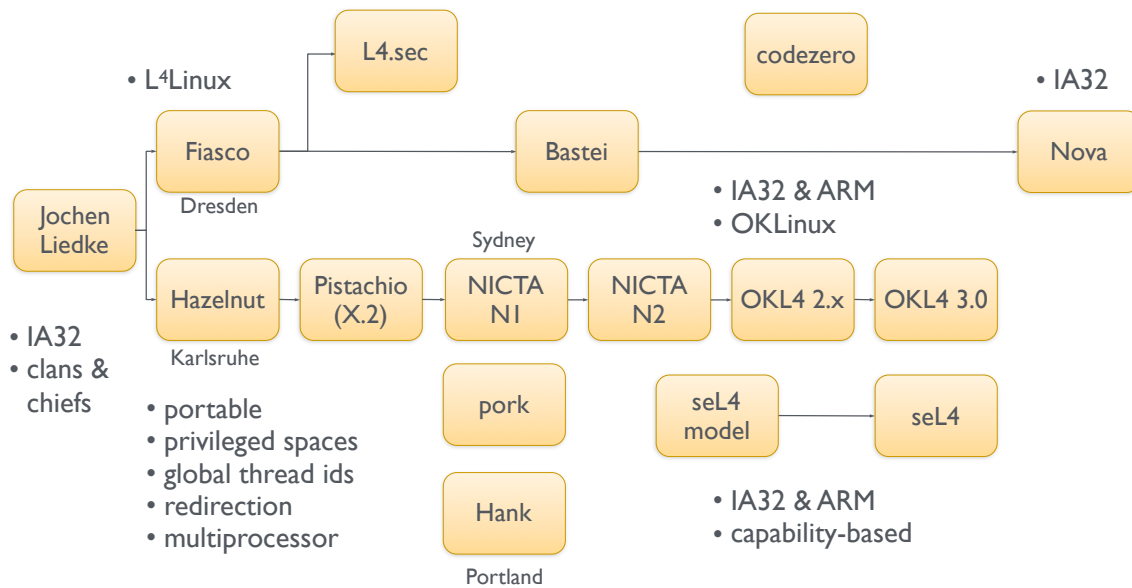 L4.sec
codezero
• L⁴Linux
• IA32
Fiasco
Bastei
Nova
Dresden
• IA32 & ARM
• OKLinux
Jochen
Liedke
Sydney
Hazelnut
Pistachio
(X.2)
NICTA
N1
NICTA
N2
OKL4 2.x
OKL4 3.0
Karlsruhe
• IA32
• clans &
chiefs
pork
seL4
model
seL4
• portable
• privileged spaces
• global thread ids
• redirection
• multiprocessor
Hank
Portland
• IA32 & ARM
• capability-based